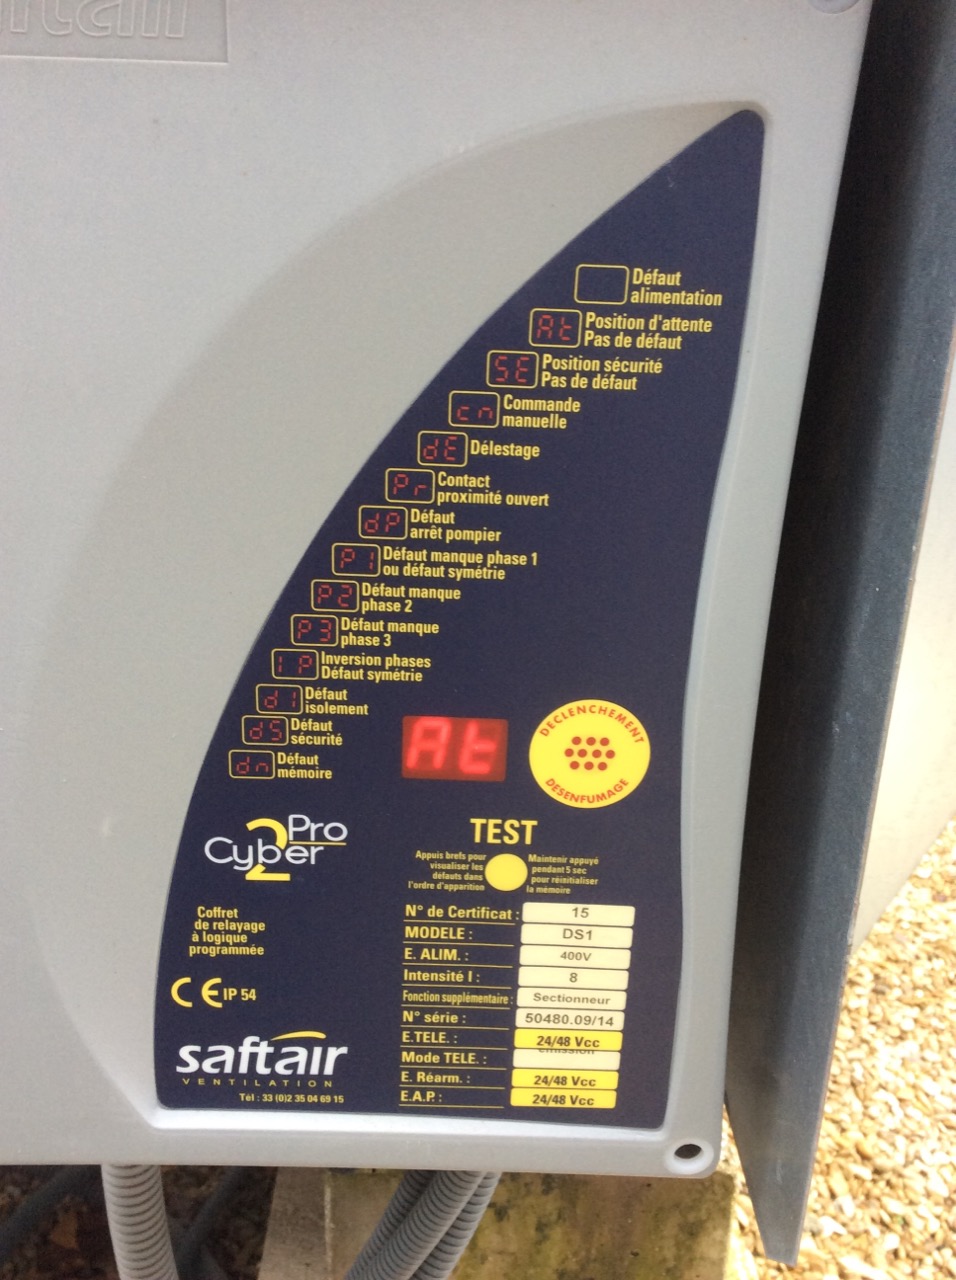 Défaut
alimentation
At Position d'attente
Pas de défaut
SE Position sécurité
Pas de défaut
cn Commande
manuelle
dE Délestage
Pr Contact
proximité ouvert
dP Défaut
arrêt pompier
P1 Défaut manque phase 1
ou défaut symétrie
P2 Défaut manque
phase 2
P3 Défaut manque
phase 3
IP Inversion phases
Défaut symétrie
d1 Défaut
isolement
dS Défaut
sécurité
dn Défaut
mémoire
At
DECLENCHEMENT
DESENFUMAGE
Cyber 2 Pro
TEST
Appuis brefs pour
visualiser les
défauts dans
l'ordre d'apparition
Maintenir appuyé
pendant 5 sec
pour réinitialiser
la mémoire
Coffret
de relayage
à logique
programmée
CE IP 54
N° de Certificat : 15
MODELE : DS1
E. ALIM. : 400V
Intensité I : 8
Fonction supplémentaire : Sectionneur
N° série : 50480.09/14
E.TELE. : 24/48 Vcc
Mode TELE. : émission
E. Réarm. : 24/48 Vcc
E.A.P.: 24/48 Vcc
saftair
VENTILATION
Tél : 33 (0)2 35 04 69 15